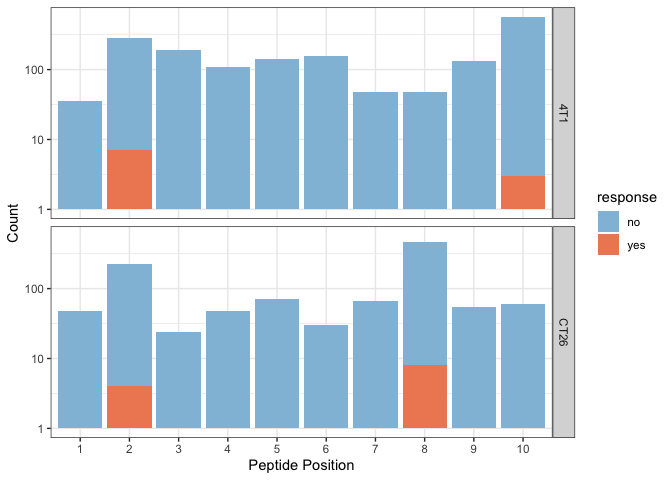 100
10
1
4T1
Count
response
no
yes
100
10
1
CT26
1 2 3 4 5 6 7 8 9 10
Peptide Position